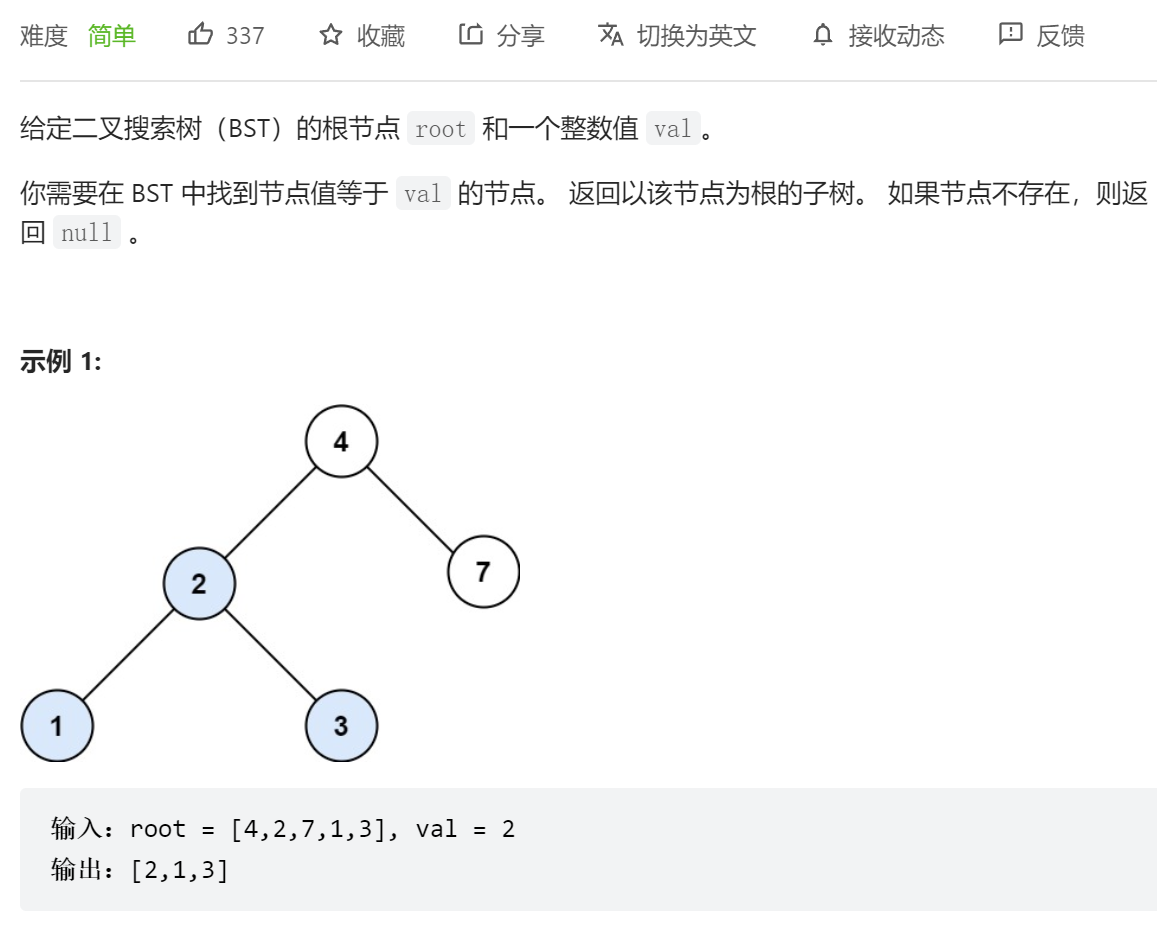 难度 简单 337 收藏 分享 切换为英文 接收动态 反馈
给定二叉搜索树（BST）的根节点 root 和一个整数值 val。
你需要在 BST 中找到节点值等于 val 的节点。 返回以该节点为根的子树。 如果节点不存在，则返
回 null 。
示例 1:
4
2
7
1
3
输入：root = [4,2,7,1,3], val = 2
输出：[2,1,3]